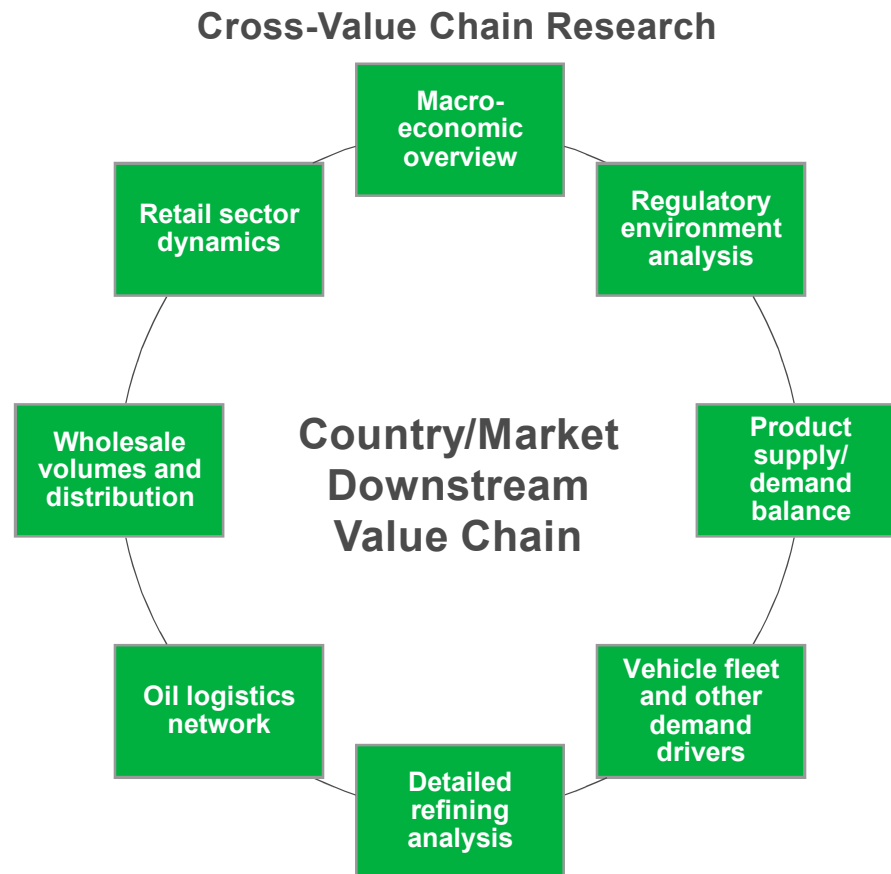 Cross-Value Chain Research
Macro-
economic
overview
Regulatory
environment
analysis
Product
supply/
demand
balance
Vehicle fleet
and other
demand
drivers
Detailed
refining
analysis
Oil logistics
network
Wholesale
volumes and
distribution
Retail sector
dynamics
Country/Market
Downstream
Value Chain